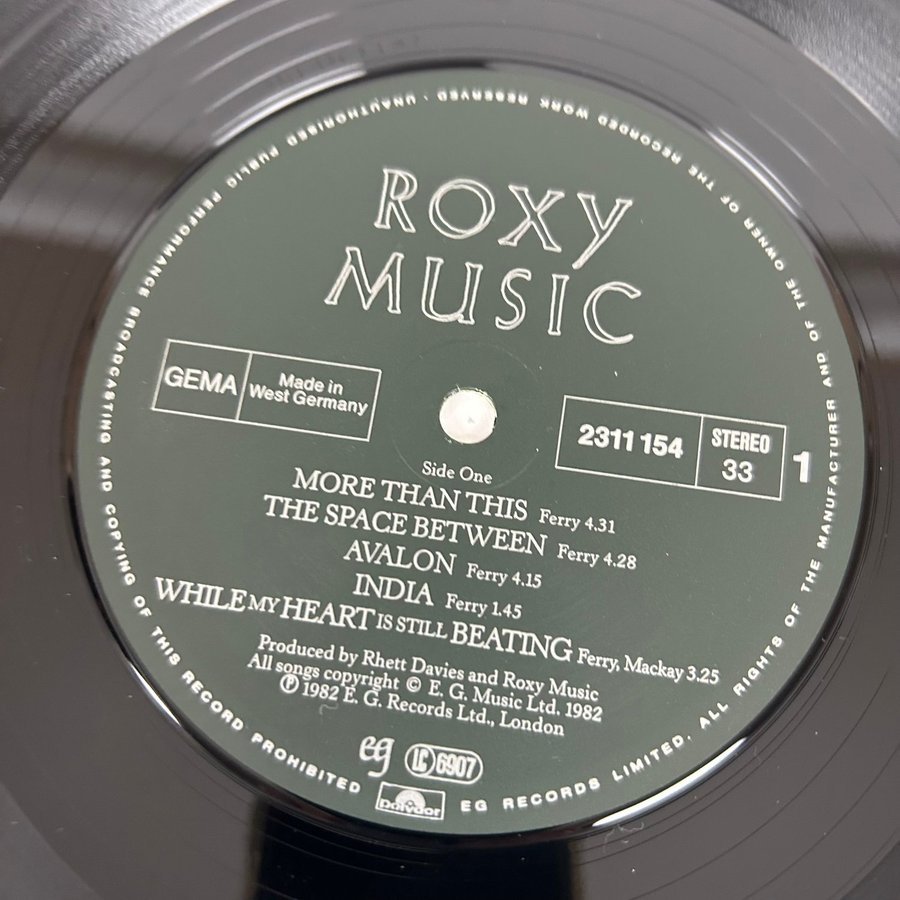 ROXY
MUSIC
GEMA
Made in
West Germany
2311 154
STEREO
33
1
Side One
MORE THAN THIS Ferry 4.31
THE SPACE BETWEEN Ferry 4.28
AVALON Ferry 4.15
INDIA Ferry 1.45
WHILE MY HEART IS STILL BEATING Ferry, Mackay 3.25
Produced by Rhett Davies and Roxy Music
All songs copyright © E. G. Music Ltd. 1982
℗ 1982 E. G. Records Ltd., London
eg
LC 6907
polydor
EG RECORDS LIMITED. ALL RIGHTS OF THE MANUFACTURER AND OF THE OWNER OF THE RECORDED WORK RESERVED · UNAUTHORISED PUBLIC PERFORMANCE BROADCASTING AND COPYING OF THIS RECORD PROHIBITED